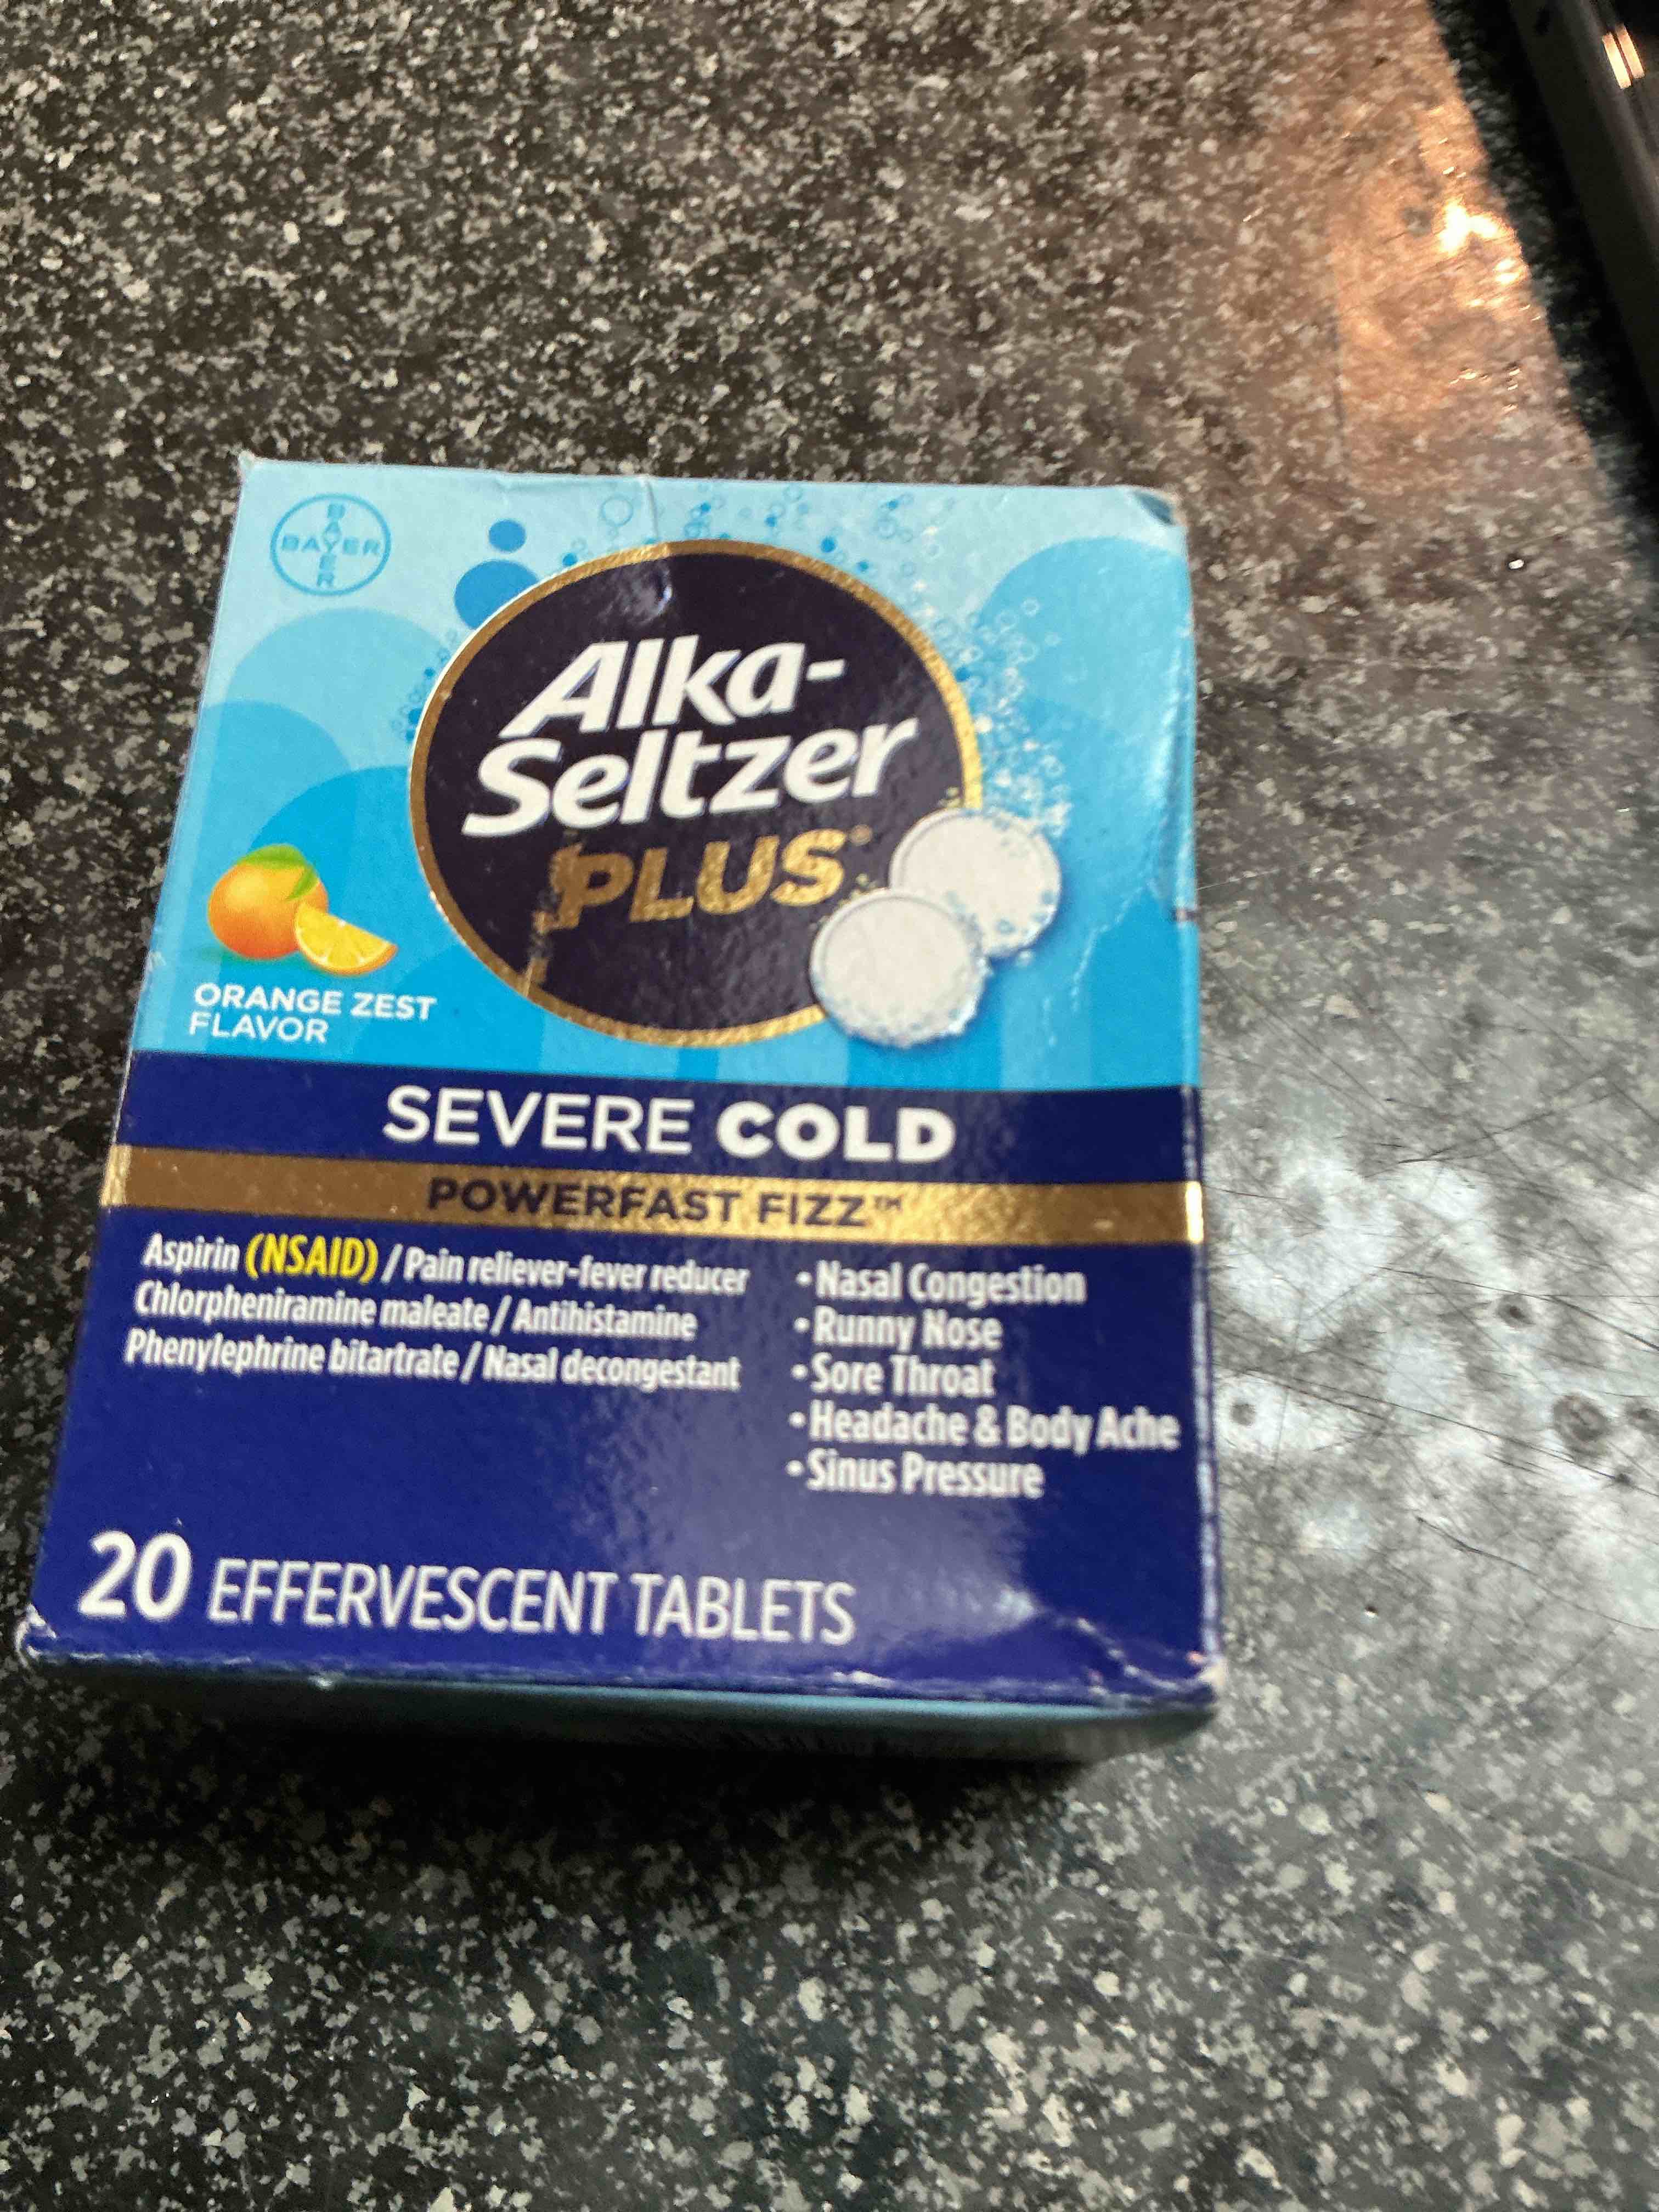 BAYER
BAYER
Alka-
Seltzer
PLUS®
ORANGE ZEST
FLAVOR
SEVERE COLD
POWERFAST FIZZ™
Aspirin (NSAID) / Pain reliever-fever reducer
Chlorpheniramine maleate / Antihistamine
Phenylephrine bitartrate / Nasal decongestant
• Nasal Congestion
• Runny Nose
• Sore Throat
• Headache & Body Ache
• Sinus Pressure
20 EFFERVESCENT TABLETS